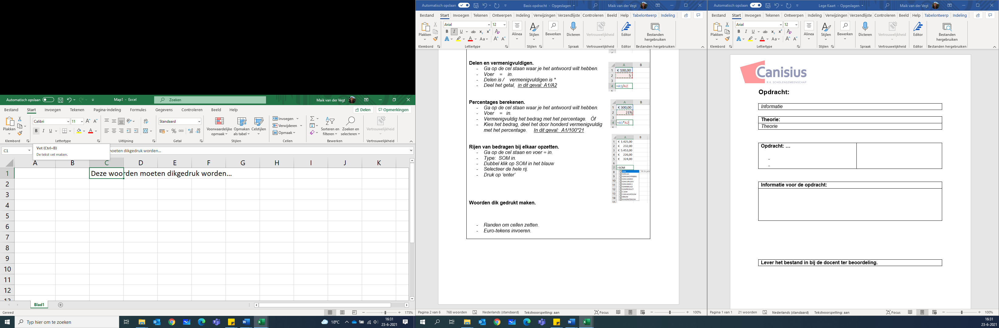 Automatisch opslaan
Map1 - Excel
Zoeken
Maik van der Vegt
Bestand Start Invoegen Tekenen Pagina-indeling Formules Gegevens Controleren Beeld Help Delen Opmerkingen
Plakken
Calibri 11
Standaard
Voorwaardelijke opmaak
Opmaken als tabel
Celstijlen
Invoegen
Verwijderen
Opmaak
Sorteren en filteren
Zoeken en selecteren
Vertrouwelijkheid
Klembord Lettertype Uitlijning Getal Stijlen Cellen Bewerken Vertrouwelijkheid
C1
Vet (Ctrl+B)
De tekst vet maken.
moeten dikgedruk worden...
A B C D E F G H I J K
1 Deze woorden moeten dikgedruk worden...
2
3
4
5
6
7
8
9
10
11
12
Blad1
Gereed
175%
Typ hier om te zoeken
18°C
16:31
23-6-2021
Automatisch opslaan
Basis opdracht - Opgeslagen
Maik van der Vegt
Bestand Start Invoegen Tekenen Ontwerpen Indeling Verwijzingen Verzendlijste Controleren Beeld Help Tabelontwerp Indeling
Plakken
Arial 12
Alinea
Stijlen
Bewerken
Dicteren
Vertrouwelijkheid
Editor
Bestanden hergebruiken
Klembord Lettertype Stijlen Spraak Vertrouwelijkheid Editor Bestanden hergebruiken
Delen en vermenigvuldigen.
- Ga op de cel staan waar je het antwoord wilt hebben.
- Voer = in.
- Delen is / vermenigvuldigen is *
- Deel het getal, in dit geval: A1/A2
A B
1 € 100,00
2 5
3
4 =A1/A2
Percentages berekenen.
- Ga op de cel staan waar je het antwoord wilt hebben.
- Voer = in.
- Vermenigvuldig het bedrag met het percentage. Óf
- Kies het bedrag, deel het door honderd vermenigvuldig
met het percentage. In dit geval: A1/100*21
A B
1 € 300,00
2 21%
3
4 =A1*A2
Rijen van bedragen bij elkaar opzetten.
- Ga op de cel staan en voer = in.
- Type: SOM in.
- Dubbel klik op SOM in het blauw
- Selecteer de hele rij.
- Druk op ‘enter’
A B
1 € 1.425,00
2 € 232,00
3 € 5.453,00
4 € 226,00
5 € 324,00
6
7 =SOM
8
9
10
11
12
13
14
15
Woorden dik gedrukt maken.
- Randen om cellen zetten.
- Euro-tekens invoeren.
Pagina 2 van 6 768 woorden Nederlands (standaard) Tekstvoorspelling: aan Focus 100%
Automatisch opslaan
Lege Kaart - Opgeslagen
Maik van der Vegt
Bestand Start Invoegen Tekenen Ontwerpen Indeling Verwijzingen Verzendlijste Controleren Beeld Help Tabelontwerp Indeling
Plakken
Arial 12
Alinea
Stijlen
Bewerken
Dicteren
Vertrouwelijkheid
Editor
Bestanden hergebruiken
Klembord Lettertype Stijlen Spraak Vertrouwelijkheid Editor Bestanden hergebruiken
Canisius
R.K. SCHOLENGEMEENSCHAP
Opdracht:
Informatie
Theorie:
Theorie
Opdracht: ...
-
-
Informatie voor de opdracht:
Lever het bestand in bij de docent ter beoordeling.
Pagina 1 van 1 21 woorden Nederlands (standaard) Tekstvoorspelling: aan Focus 100%
16:31
23-6-2021